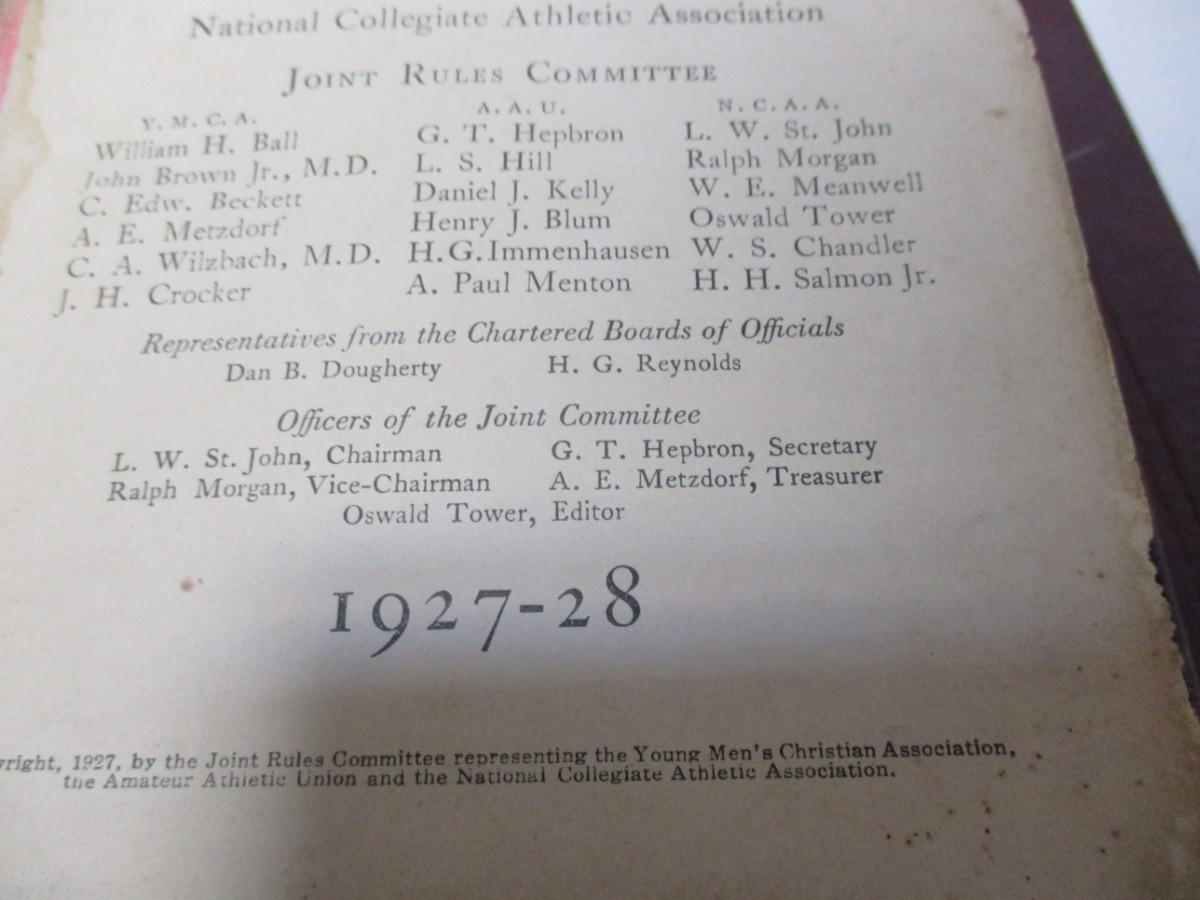 National Collegiate Athletic Association
JOINT RULES COMMITTEE
Y. M. C. A. A. A. U. N. C. A. A.
William H. Ball G. T. Hepbron L. W. St. John
John Brown Jr., M.D. L. S. Hill Ralph Morgan
C. Edw. Beckett Daniel J. Kelly W. E. Meanwell
A. E. Metzdorf Henry J. Blum Oswald Tower
C. A. Wilzbach, M.D. H.G.Immenhausen W. S. Chandler
J. H. Crocker A. Paul Menton H. H. Salmon Jr.
Representatives from the Chartered Boards of Officials
Dan B. Dougherty H. G. Reynolds
Officers of the Joint Committee
L. W. St. John, Chairman G. T. Hepbron, Secretary
Ralph Morgan, Vice-Chairman A. E. Metzdorf, Treasurer
Oswald Tower, Editor
1927-28
yright, 1927, by the Joint Rules Committee representing the Young Men's Christian Association,
the Amateur Athletic Union and the National Collegiate Athletic Association.